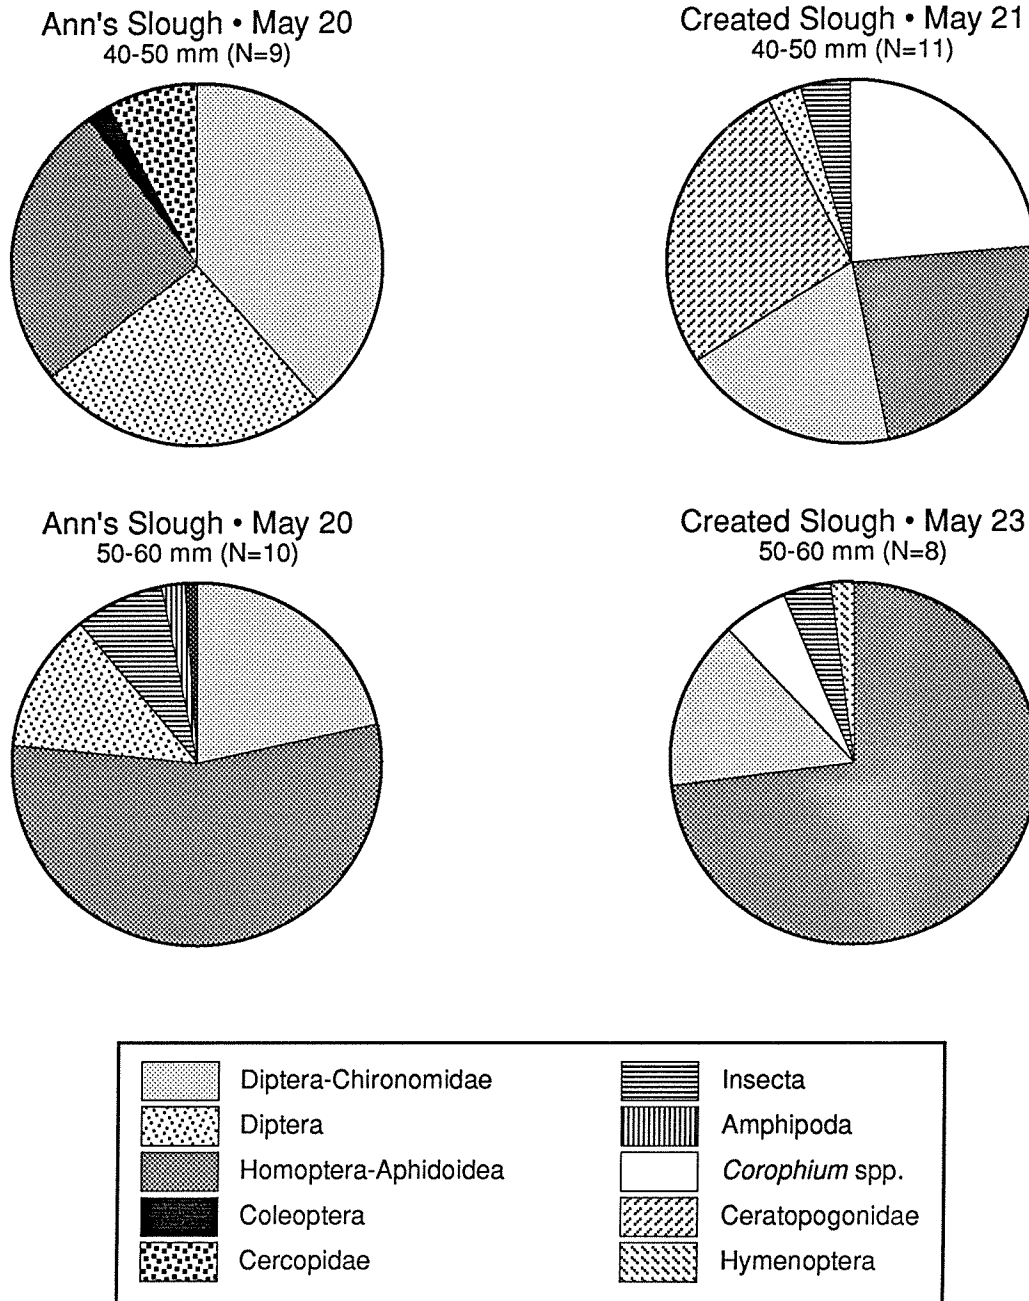 Ann's Slough • May 20
40-50 mm (N=9)
Created Slough • May 21
40-50 mm (N=11)
Ann's Slough • May 20
50-60 mm (N=10)
Created Slough • May 23
50-60 mm (N=8)
Diptera-Chironomidae
Diptera
Homoptera-Aphidoidea
Coleoptera
Cercopidae
Insecta
Amphipoda
Corophium spp.
Ceratopogonidae
Hymenoptera